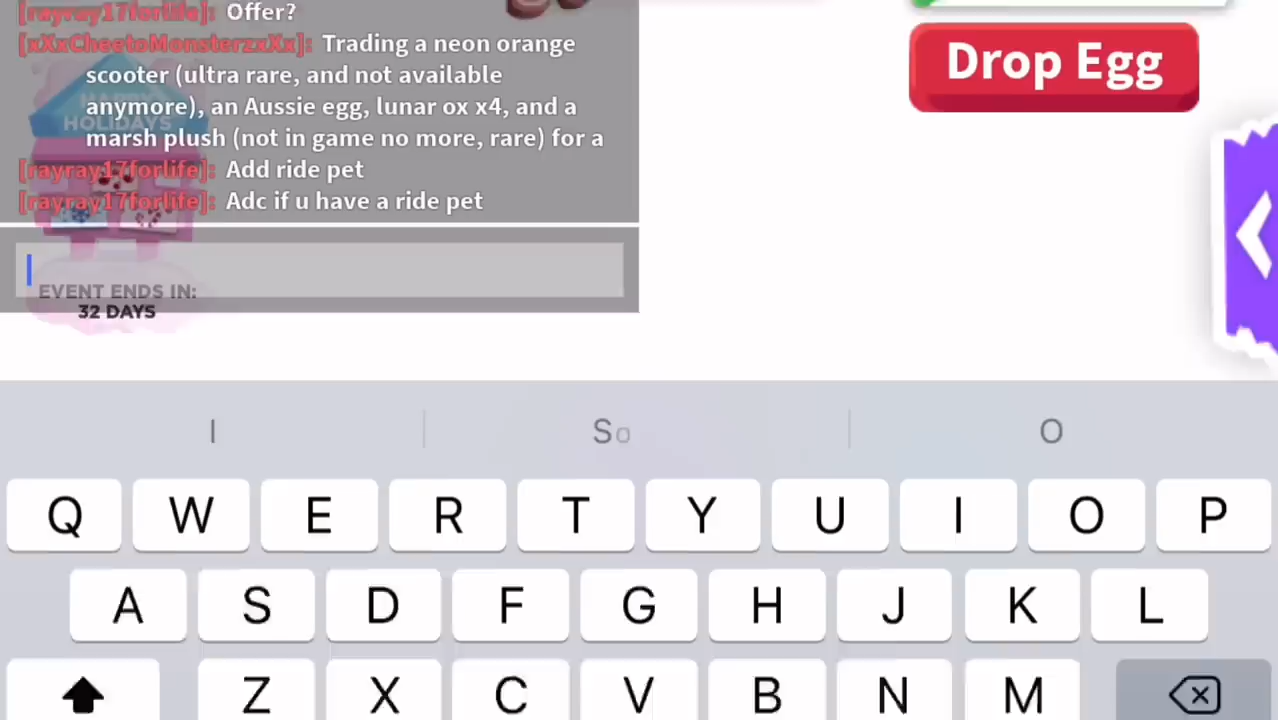 [rayray17forlife]: Offer?
Drop Egg
[xXxCheetoMonsterzxXx]: Trading a neon orange
scooter (ultra rare, and not available
anymore), an Aussie egg, lunar ox x4, and a
marsh plush (not in game no more, rare) for a
HAPPY
HOLIDAYS
[rayray17forlife]: Add ride pet
[rayray17forlife]: Adc if u have a ride pet
EVENT ENDS IN:
32 DAYS
I So O
Q W E R T Y U I O P
A S D F G H J K L
Z X C V B N M